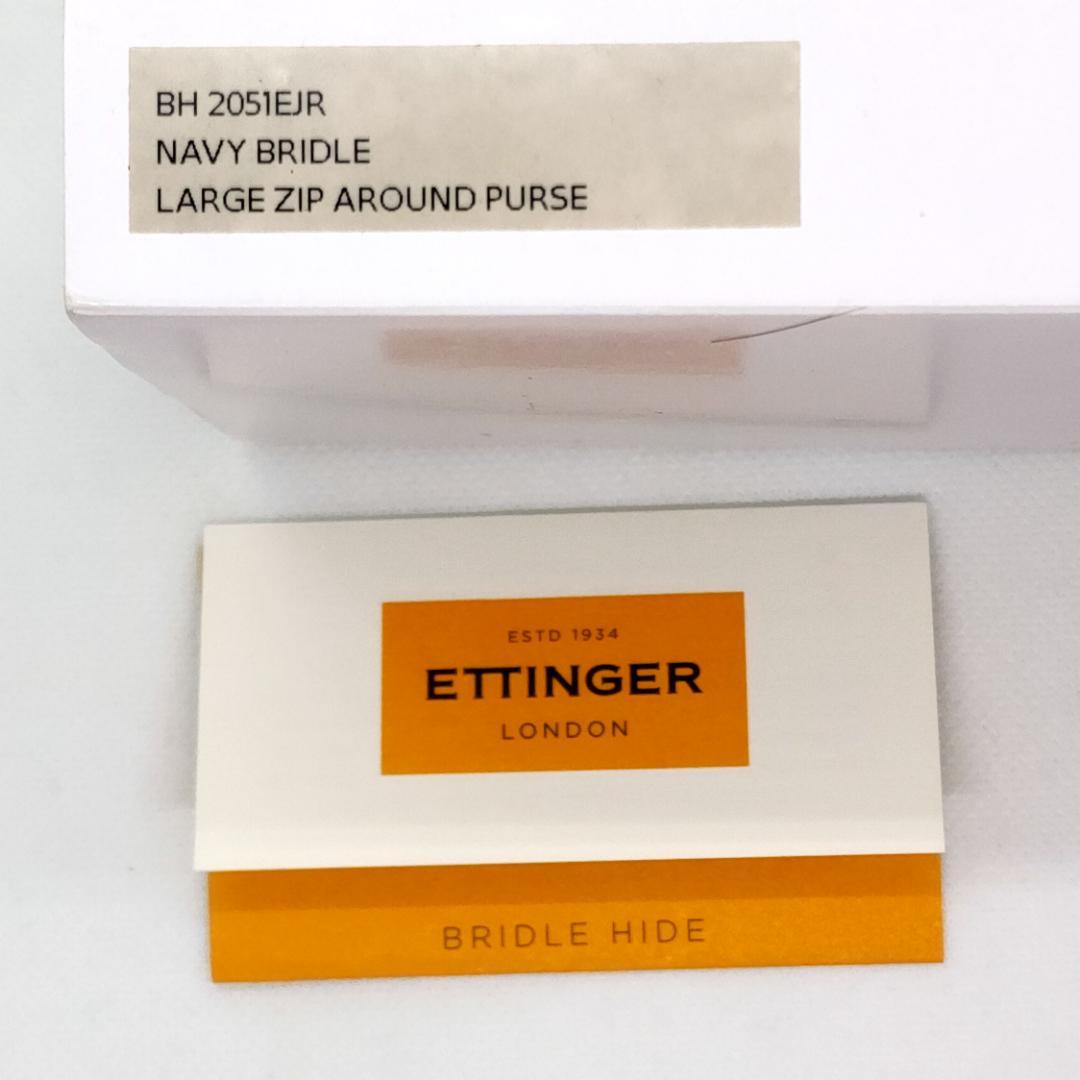 BH 2051EJR
NAVY BRIDLE
LARGE ZIP AROUND PURSE
ESTD 1934
ETTINGER
LONDON
BRIDLE HIDE